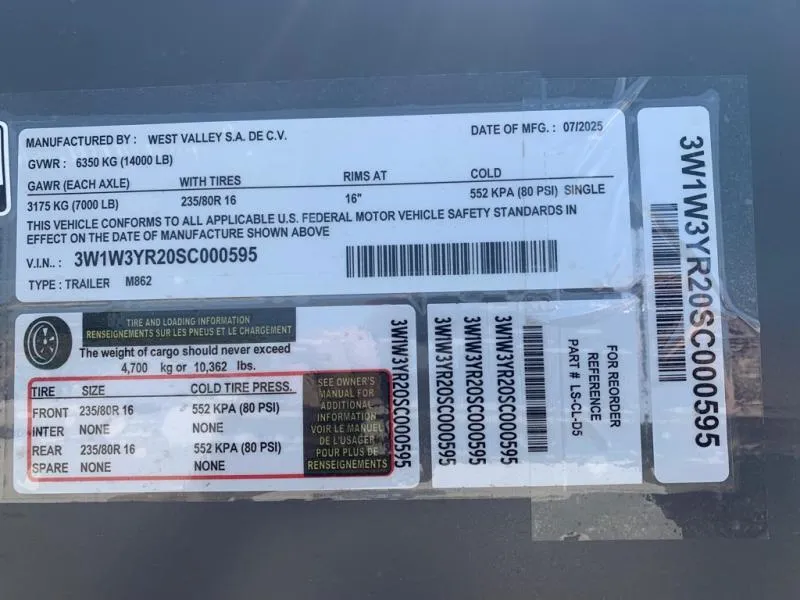 MANUFACTURED BY : WEST VALLEY S.A. DE C.V. DATE OF MFG. : 07/2025
GVWR : 6350 KG (14000 LB)
GAWR (EACH AXLE) WITH TIRES RIMS AT COLD
3175 KG (7000 LB) 235/80R 16 16" 552 KPA (80 PSI) SINGLE
THIS VEHICLE CONFORMS TO ALL APPLICABLE U.S. FEDERAL MOTOR VEHICLE SAFETY STANDARDS IN
EFFECT ON THE DATE OF MANUFACTURE SHOWN ABOVE
V.I.N.. : 3W1W3YR20SC000595
TYPE : TRAILER M862
TIRE AND LOADING INFORMATION
RENSEIGNEMENTS SUR LES PNEUS ET LE CHARGEMENT
The weight of cargo should never exceed
4,700 kg or 10,362 lbs.
TIRE SIZE COLD TIRE PRESS.
FRONT 235/80R 16 552 KPA (80 PSI)
INTER NONE NONE
REAR 235/80R 16 552 KPA (80 PSI)
SPARE NONE NONE
SEE OWNER'S
MANUAL FOR
ADDITIONAL
INFORMATION
VOIR LE MANUEL
DE L'USAGER
POUR PLUS DE
RENSEIGNEMENTS
3W1W3YR20SC000595
3W1W3YR20SC000595
3W1W3YR20SC000595
3W1W3YR20SC000595
FOR REORDER
REFERENCE
PART # LS-CL-D5
3W1W3YR20SC000595